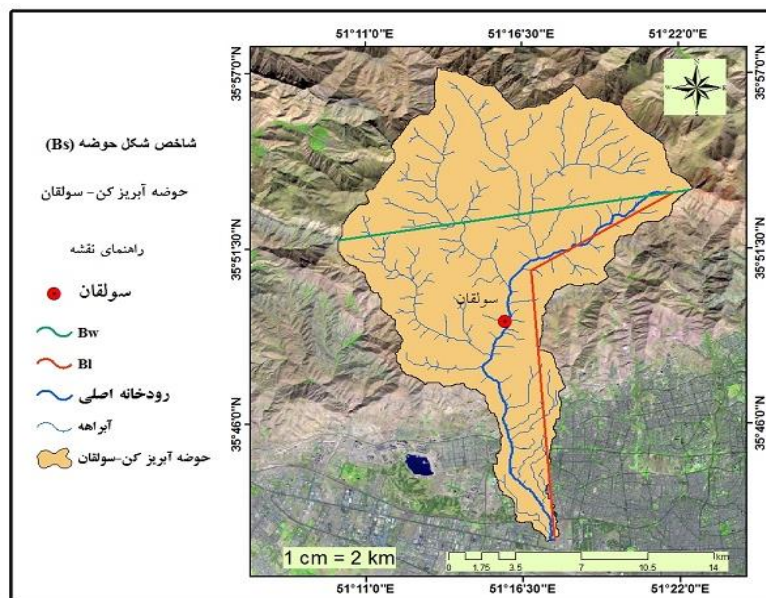 51°11'0"E 51°16'30"E 51°22'0"E
35°57'0"N
35°57'0"N
N
W E
S
شاخص شکل حوضه (Bs)
حوضه آبریز کن - سولقان
راهنمای نقشه
سولقان
Bw
Bl
رودخانه اصلی
آبراهه
حوضه آبریز کن-سولقان
35°51'30"N
35°51'30"N
سولقان
35°46'0"N
35°46'0"N
1 cm = 2 km
km
0 1.75 3.5 7 10.5 14
51°11'0"E 51°16'30"E 51°22'0"E